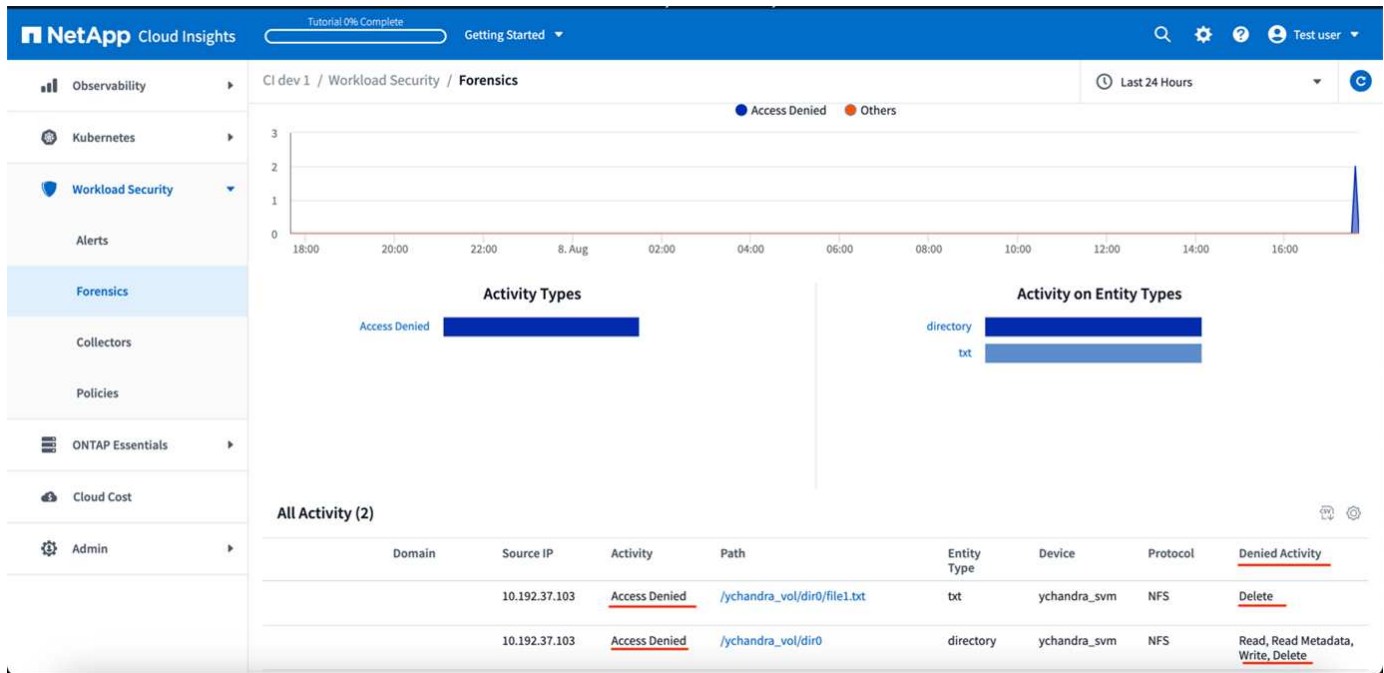 Tutorial 0% Complete
NetApp Cloud Insights
Getting Started
Test user
Observability
Kubernetes
Workload Security
Alerts
Forensics
Collectors
Policies
ONTAP Essentials
Cloud Cost
Admin
CI dev 1 / Workload Security / Forensics
Last 24 Hours
Access Denied Others
3
2
1
0
18:00 20:00 22:00 8. Aug 02:00 04:00 06:00 08:00 10:00 12:00 14:00 16:00
Activity Types
Access Denied
Activity on Entity Types
directory
txt
All Activity (2)
Domain Source IP Activity Path Entity Type Device Protocol Denied Activity
10.192.37.103 Access Denied /ychandra_vol/dir0/file1.txt txt ychandra_svm NFS Delete
10.192.37.103 Access Denied /ychandra_vol/dir0 directory ychandra_svm NFS Read, Read Metadata,
Write, Delete